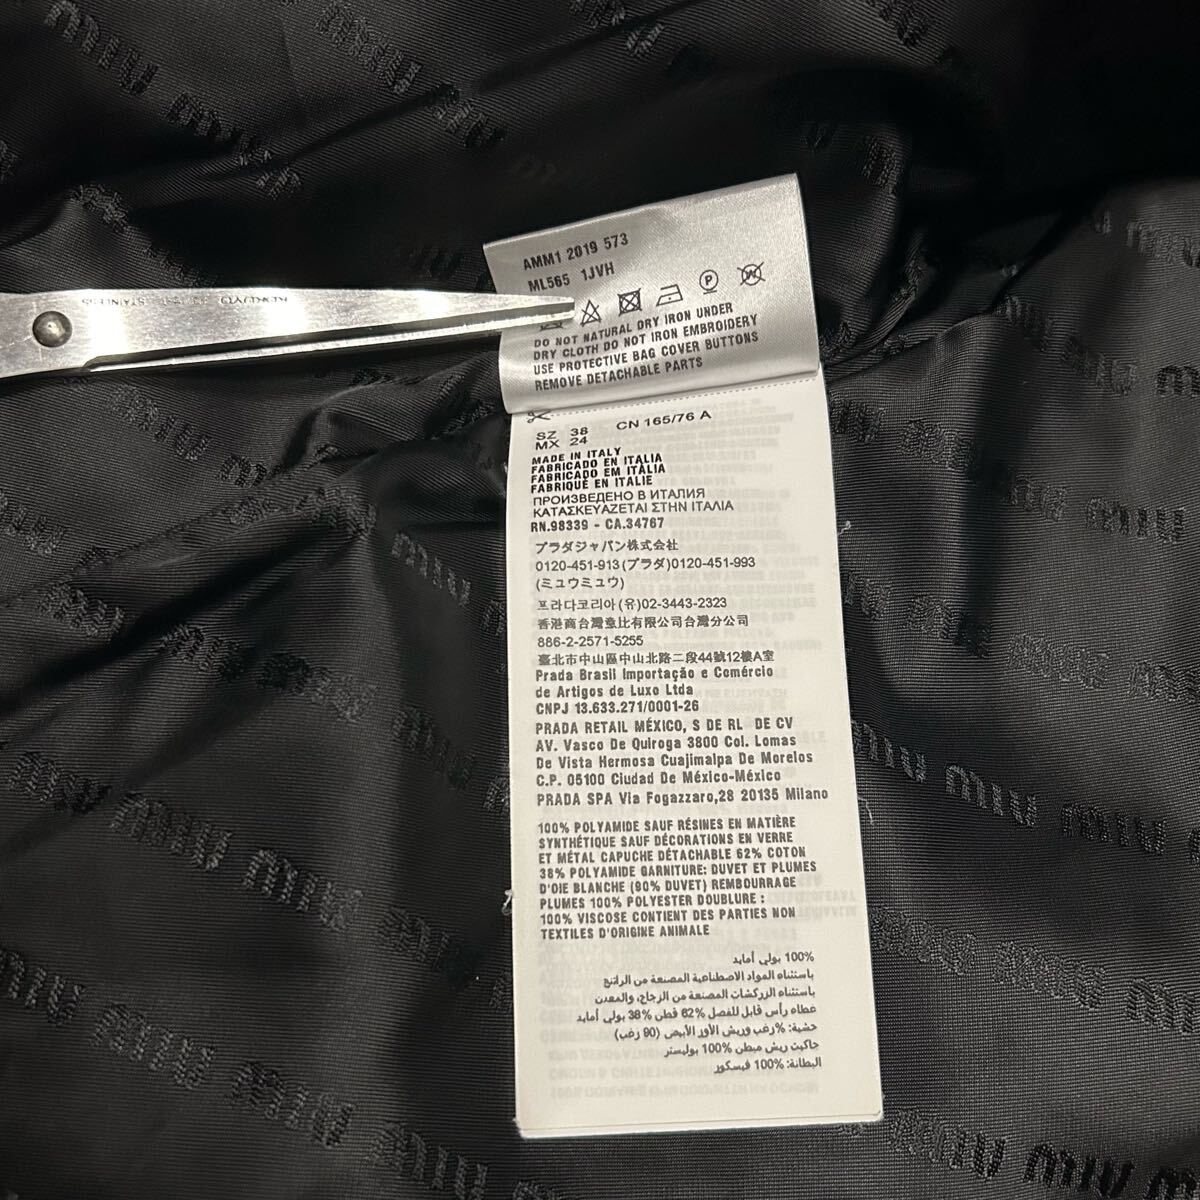 AMM1 2019 573
ML565 1JVH
DO NOT NATURAL DRY IRON UNDER
DRY CLOTH DO NOT IRON EMBROIDERY
USE PROTECTIVE BAG COVER BUTTONS
REMOVE DETACHABLE PARTS
SZ 38 CN 165/76 A
MX 24
MADE IN ITALY
FABRICADO EN ITALIA
FABRICADO EM ITÁLIA
FABRIQUÉ EN ITALIE
ПРОИЗВЕДЕНО В ИТАЛИЯ
ΚΑΤΑΣΚΕΥΑΖΕΤΑΙ ΣΤΗΝ ΙΤΑΛΙΑ
RN.98339 - CA.34767
プラダジャパン株式会社
0120-451-913(プラダ)0120-451-993
(ミュウミュウ)
프라다코리아(유)02-3443-2323
香港商台灣意比有限公司台灣分公司
886-2-2571-5255
臺北市中山區中山北路二段44號12樓A室
Prada Brasil Importação e Comércio
de Artigos de Luxo Ltda
CNPJ 13.633.271/0001-26
PRADA RETAIL MÉXICO, S DE RL DE CV
AV. Vasco De Quiroga 3800 Col. Lomas
De Vista Hermosa Cuajimalpa De Morelos
C.P. 05100 Ciudad De México-México
PRADA SPA Via Fogazzaro,28 20135 Milano
100% POLYAMIDE SAUF RÉSINES EN MATIÈRE
SYNTHÉTIQUE SAUF DÉCORATIONS EN VERRE
ET MÉTAL CAPUCHE DÉTACHABLE 62% COTON
38% POLYAMIDE GARNITURE: DUVET ET PLUMES
D'OIE BLANCHE (90% DUVET) REMBOURRAGE
PLUMES 100% POLYESTER DOUBLURE :
100% VISCOSE CONTIENT DES PARTIES NON
TEXTILES D'ORIGINE ANIMALE
100% بولي أمايد
باستثناء المواد الاصطناعية المصنعة من الراتنج
باستثناء الزركشات المصنعة من الزجاج، والمعدن
غطاء رأس قابل للفصل 62% قطن 38% بولي أمايد
حشية: %رغب وريش الأوز الأبيض (90 رغب)
جاكيت ريش مبطن 100% بوليستر
البطانة: 100% فيسكوز
miu miu
KOKUYO
STAINLESS